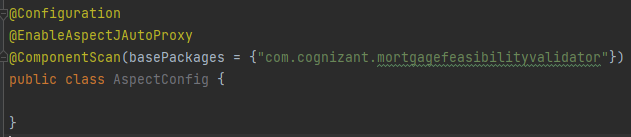 @Configuration
@EnableAspectJAutoProxy
@ComponentScan(basePackages = {"com.cognizant.mortgagefeasibilityvalidator"})
public class AspectConfig {
}